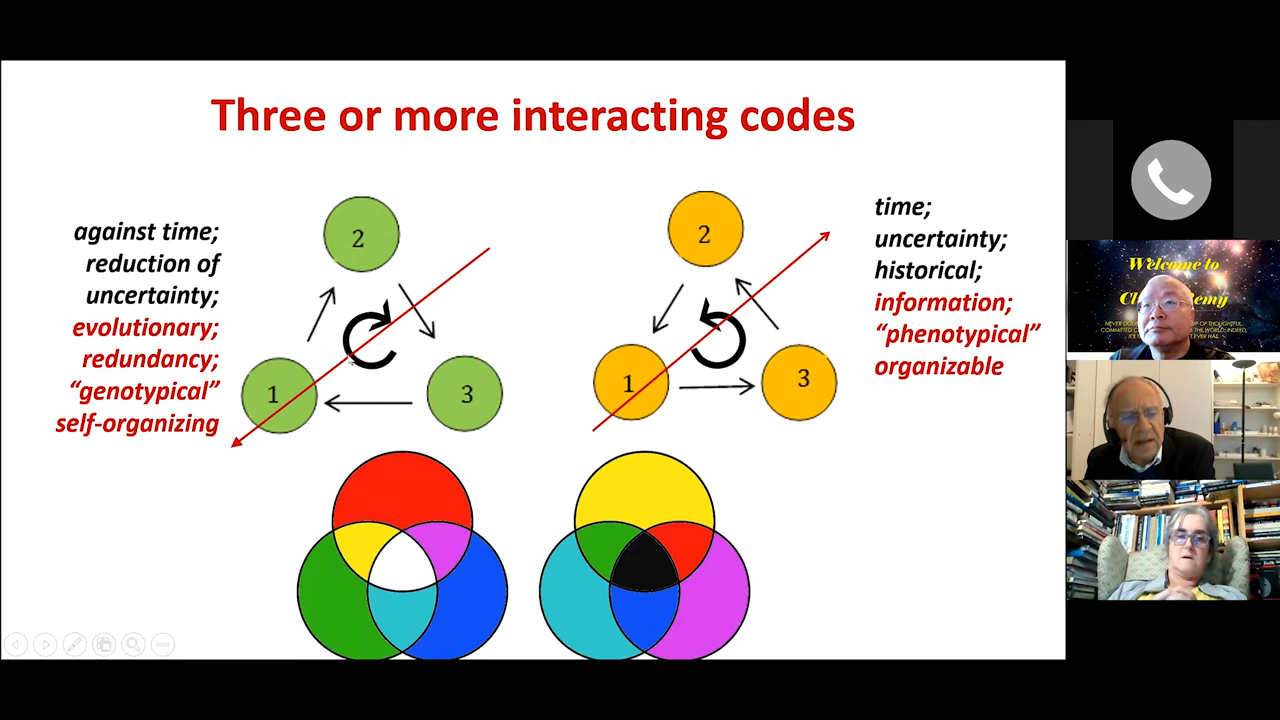 Three or more interacting codes
against time;
reduction of
uncertainty;
evolutionary;
redundancy;
“genotypical”
self-organizing
2
1
3
2
1
3
time;
uncertainty;
historical;
information;
“phenotypical”
organizable
Welcome to